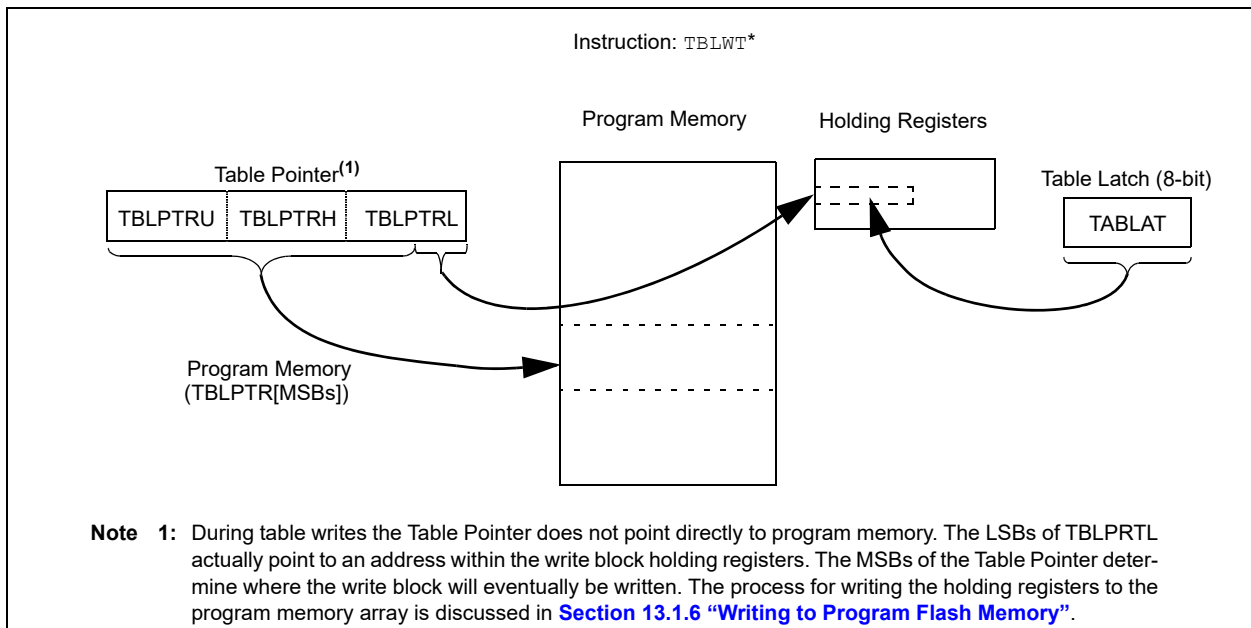 Instruction: TBLWT*
Program Memory
Holding Registers
Table Pointer(1)
Table Latch (8-bit)
TBLPTRU TBLPTRH TBLPTRL
TABLAT
Program Memory
(TBLPTR[MSBs])
Note 1: During table writes the Table Pointer does not point directly to program memory. The LSBs of TBLPRTL
actually point to an address within the write block holding registers. The MSBs of the Table Pointer deter-
mine where the write block will eventually be written. The process for writing the holding registers to the
program memory array is discussed in Section 13.1.6 “Writing to Program Flash Memory”.